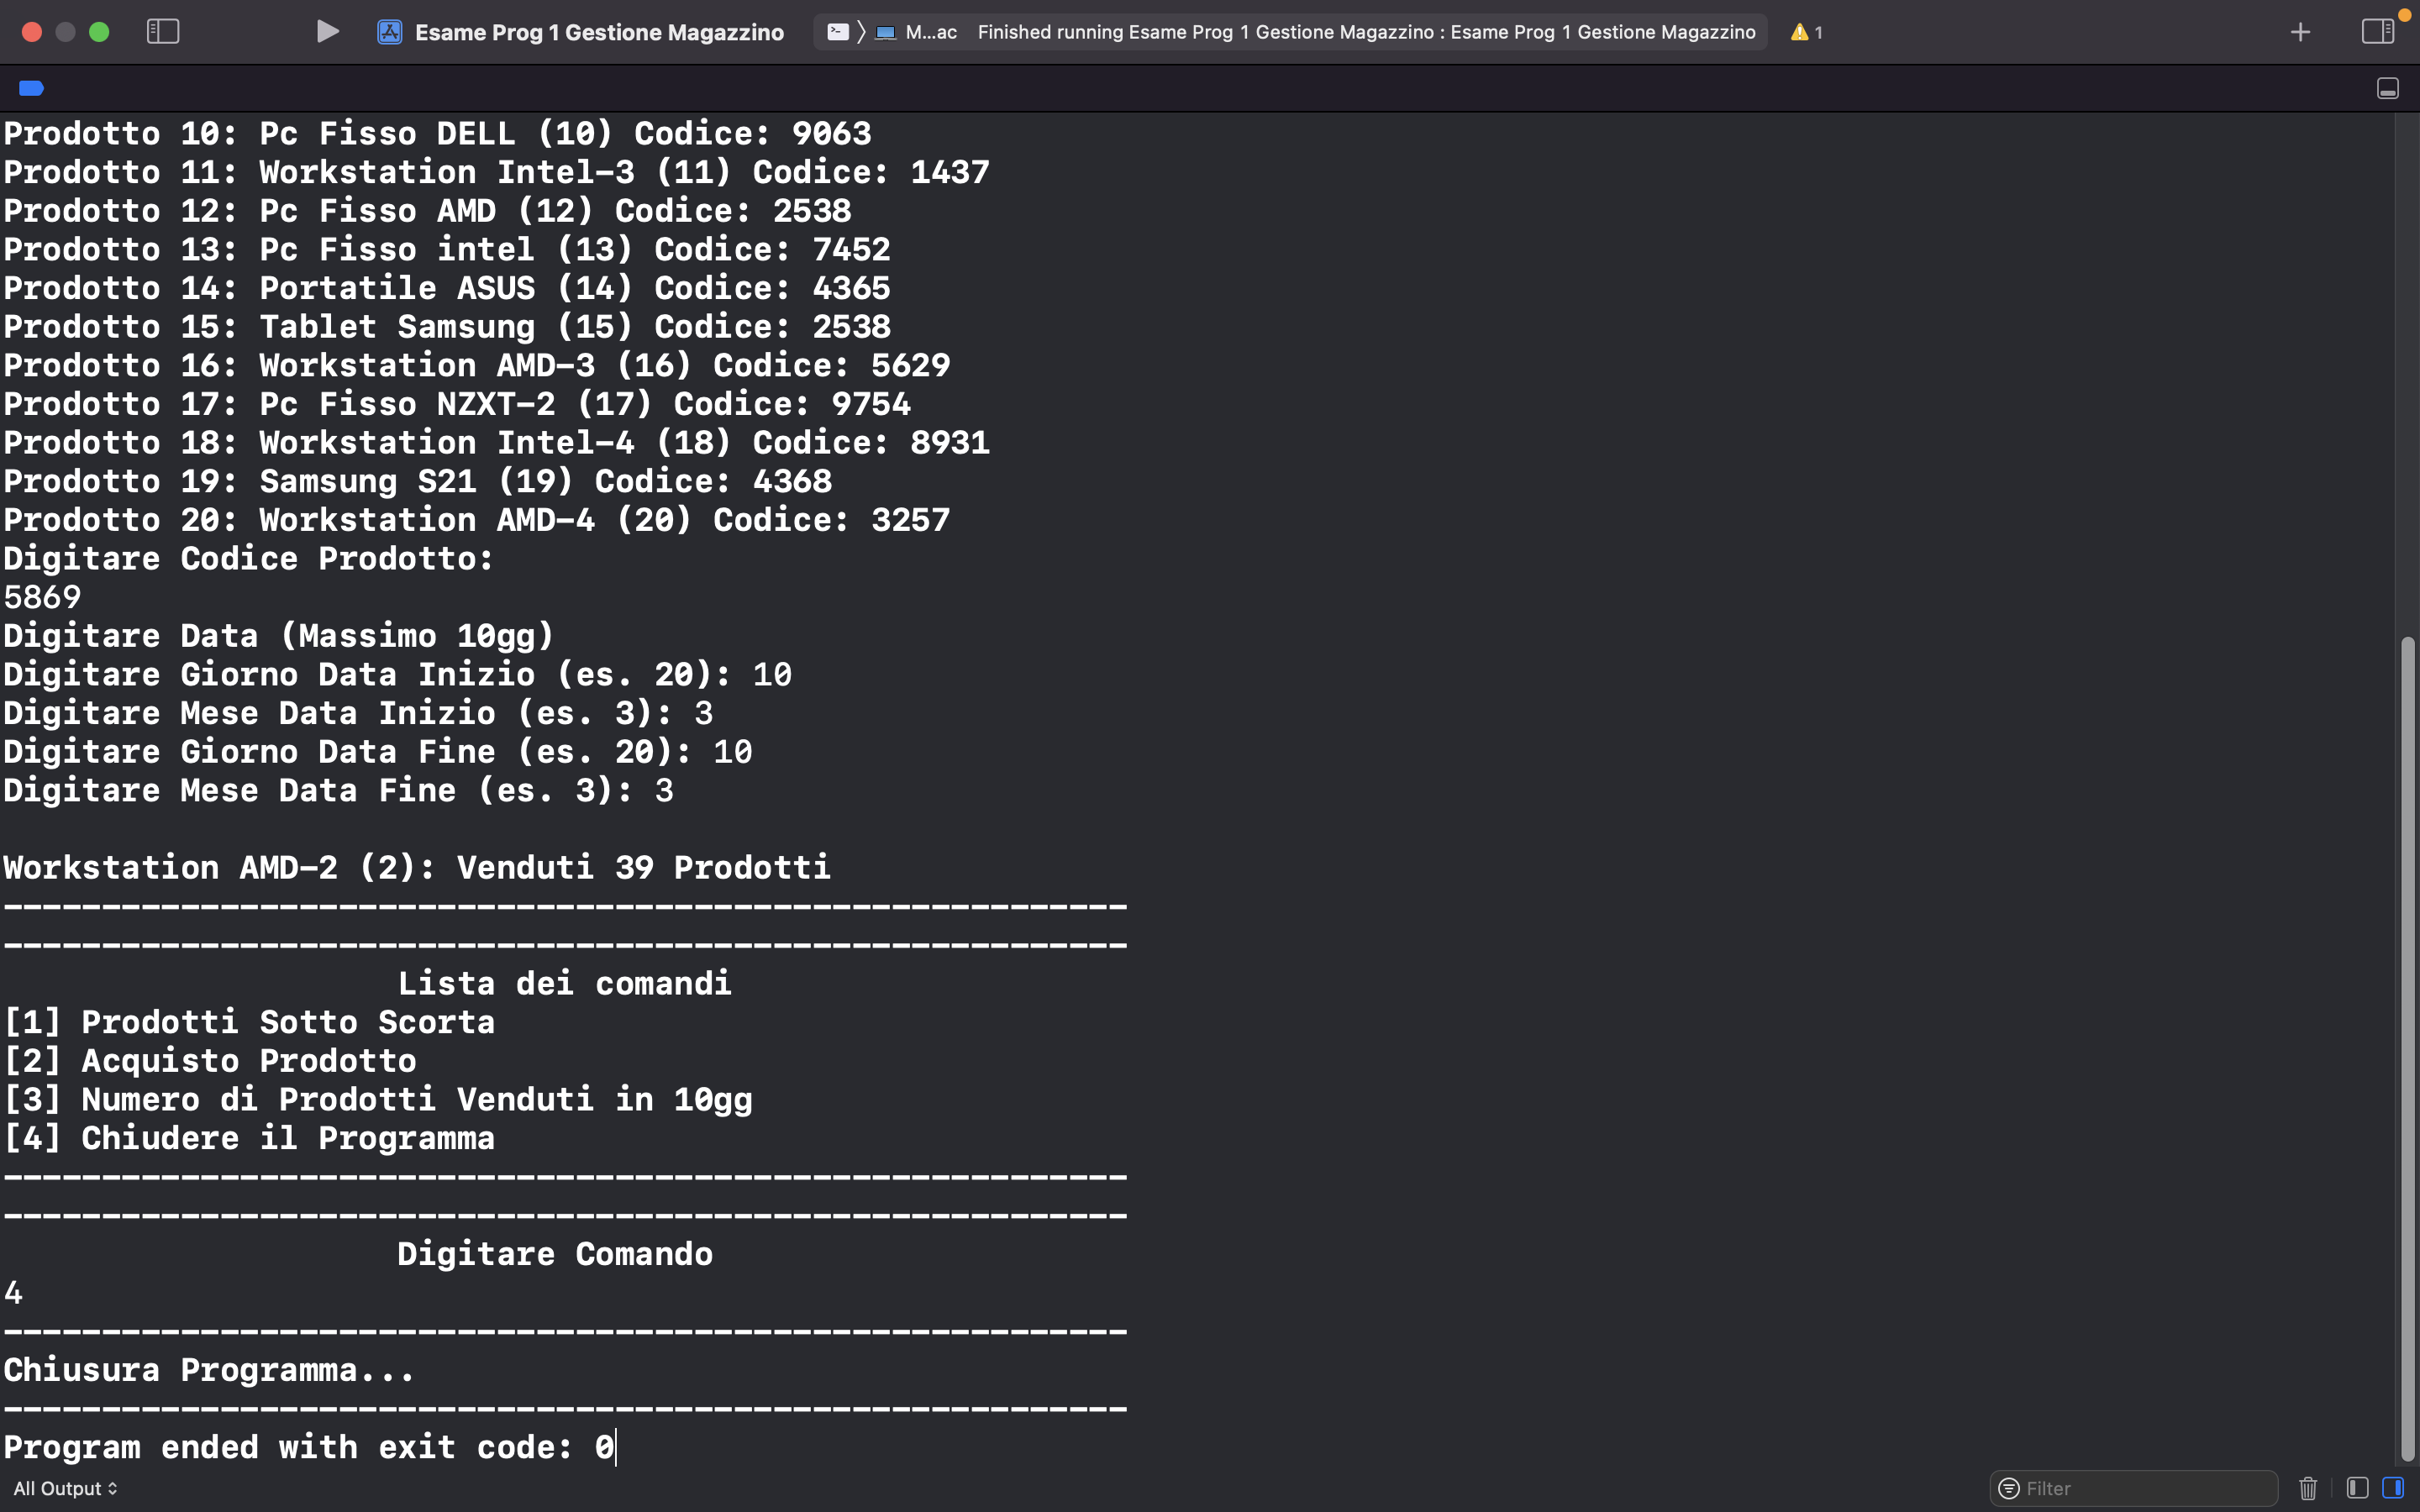 Esame Prog 1 Gestione Magazzino
M...ac Finished running Esame Prog 1 Gestione Magazzino : Esame Prog 1 Gestione Magazzino
1
Prodotto 10: Pc Fisso DELL (10) Codice: 9063
Prodotto 11: Workstation Intel-3 (11) Codice: 1437
Prodotto 12: Pc Fisso AMD (12) Codice: 2538
Prodotto 13: Pc Fisso intel (13) Codice: 7452
Prodotto 14: Portatile ASUS (14) Codice: 4365
Prodotto 15: Tablet Samsung (15) Codice: 2538
Prodotto 16: Workstation AMD-3 (16) Codice: 5629
Prodotto 17: Pc Fisso NZXT-2 (17) Codice: 9754
Prodotto 18: Workstation Intel-4 (18) Codice: 8931
Prodotto 19: Samsung S21 (19) Codice: 4368
Prodotto 20: Workstation AMD-4 (20) Codice: 3257
Digitare Codice Prodotto:
5869
Digitare Data (Massimo 10gg)
Digitare Giorno Data Inizio (es. 20): 10
Digitare Mese Data Inizio (es. 3): 3
Digitare Giorno Data Fine (es. 20): 10
Digitare Mese Data Fine (es. 3): 3
Workstation AMD-2 (2): Venduti 39 Prodotti
---------------------------------------------------------
---------------------------------------------------------
Lista dei comandi
[1] Prodotti Sotto Scorta
[2] Acquisto Prodotto
[3] Numero di Prodotti Venduti in 10gg
[4] Chiudere il Programma
---------------------------------------------------------
---------------------------------------------------------
Digitare Comando
4
---------------------------------------------------------
Chiusura Programma...
---------------------------------------------------------
Program ended with exit code: 0
All Output
Filter